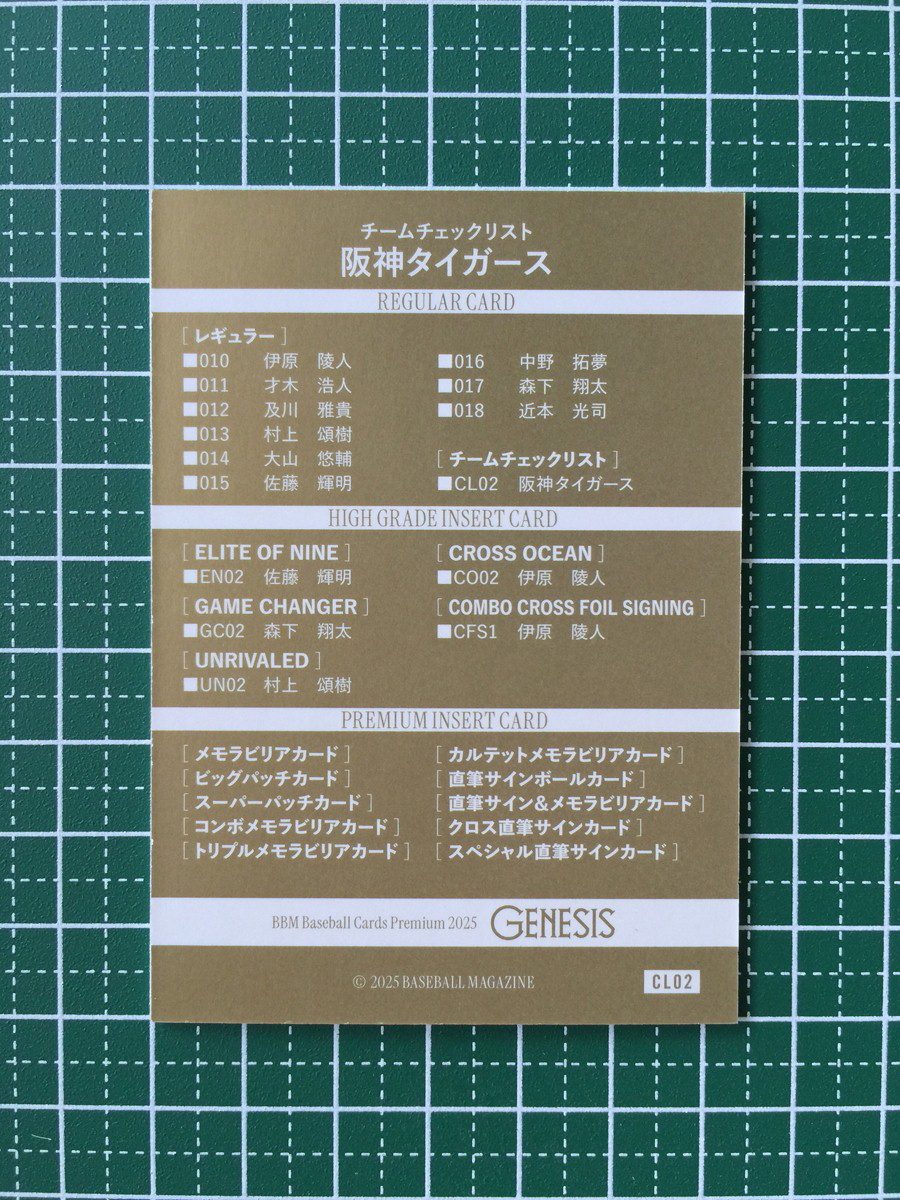 チームチェックリスト
阪神タイガース
REGULAR CARD
[ レギュラー ]
■010 伊原 陵人
■011 才木 浩人
■012 及川 雅貴
■013 村上 頌樹
■014 大山 悠輔
■015 佐藤 輝明
■016 中野 拓夢
■017 森下 翔太
■018 近本 光司
[ チームチェックリスト ]
■CL02 阪神タイガース
HIGH GRADE INSERT CARD
[ ELITE OF NINE ]
■EN02 佐藤 輝明
[ GAME CHANGER ]
■GC02 森下 翔太
[ UNRIVALED ]
■UN02 村上 頌樹
[ CROSS OCEAN ]
■CO02 伊原 陵人
[ COMBO CROSS FOIL SIGNING ]
■CFS1 伊原 陵人
PREMIUM INSERT CARD
[ メモラビリアカード ]
[ ビッグパッチカード ]
[ スーパーパッチカード ]
[ コンボメモラビリアカード ]
[ トリプルメモラビリアカード ]
[ カルテットメモラビリアカード ]
[ 直筆サインボールカード ]
[ 直筆サイン&メモラビリアカード ]
[ クロス直筆サインカード ]
[ スペシャル直筆サインカード ]
BBM Baseball Cards Premium 2025 GENESIS
© 2025 BASEBALL MAGAZINE
CL02